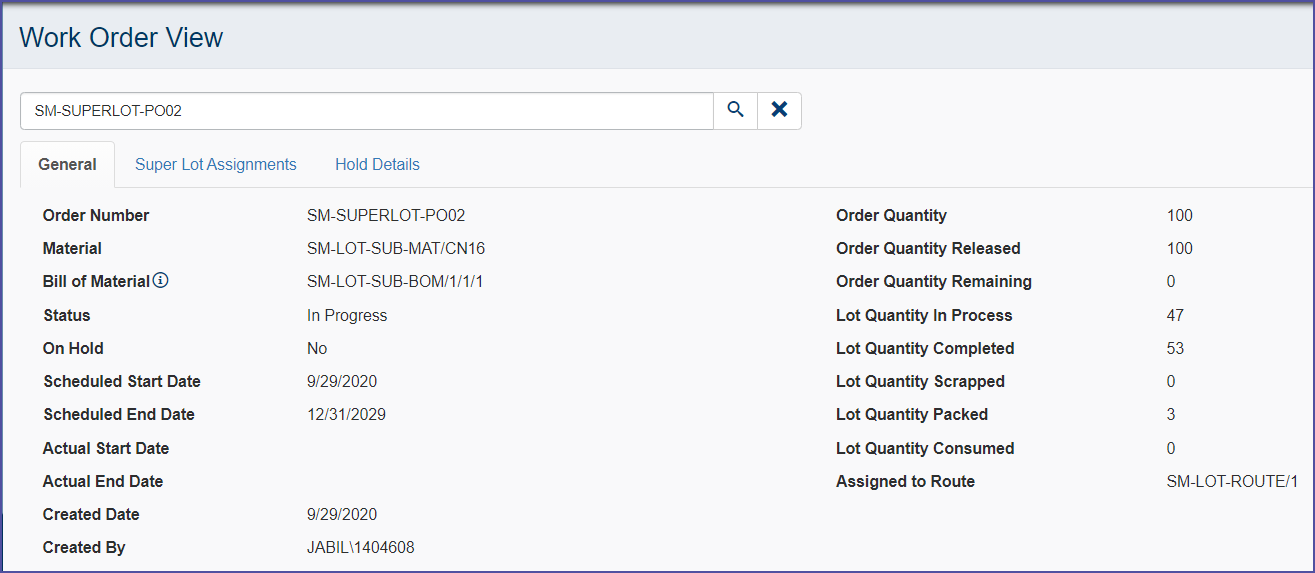 Work Order View
SM-SUPERLOT-PO02
General Super Lot Assignments Hold Details
Order Number SM-SUPERLOT-PO02 Order Quantity 100
Material SM-LOT-SUB-MAT/CN16 Order Quantity Released 100
Bill of Material SM-LOT-SUB-BOM/1/1/1 Order Quantity Remaining 0
Status In Progress Lot Quantity In Process 47
On Hold No Lot Quantity Completed 53
Scheduled Start Date 9/29/2020 Lot Quantity Scrapped 0
Scheduled End Date 12/31/2029 Lot Quantity Packed 3
Actual Start Date Lot Quantity Consumed 0
Actual End Date Assigned to Route SM-LOT-ROUTE/1
Created Date 9/29/2020
Created By JABIL\1404608